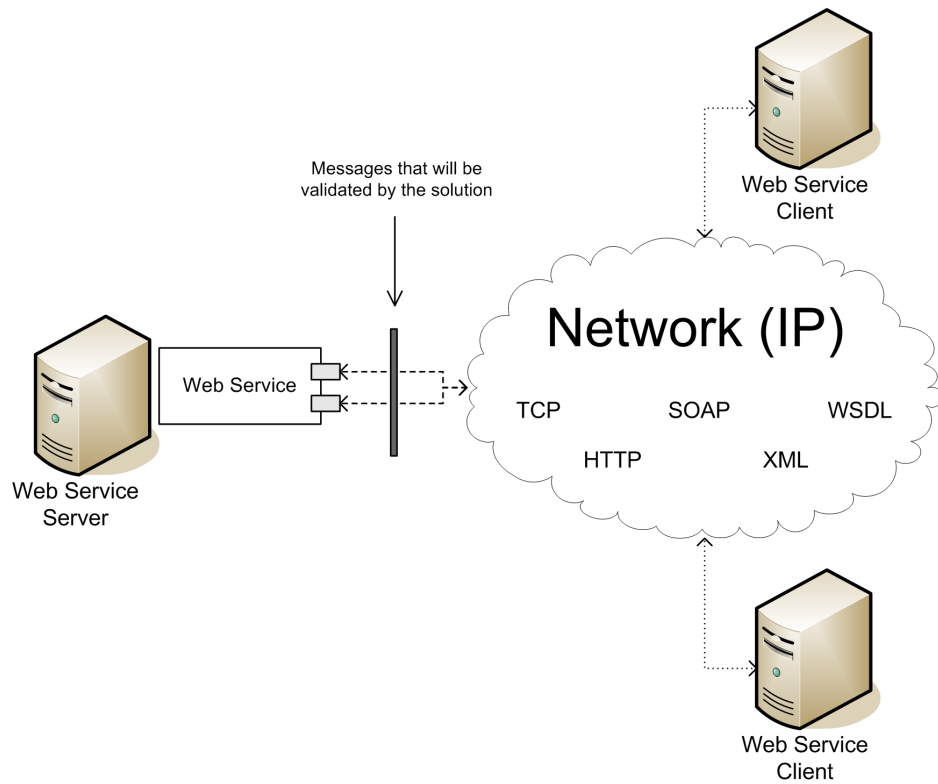 Web Service
Client
Messages that will be
validated by the solution
Network (IP)
Web Service
TCP
SOAP
WSDL
HTTP
XML
Web Service
Server
Web Service
Client